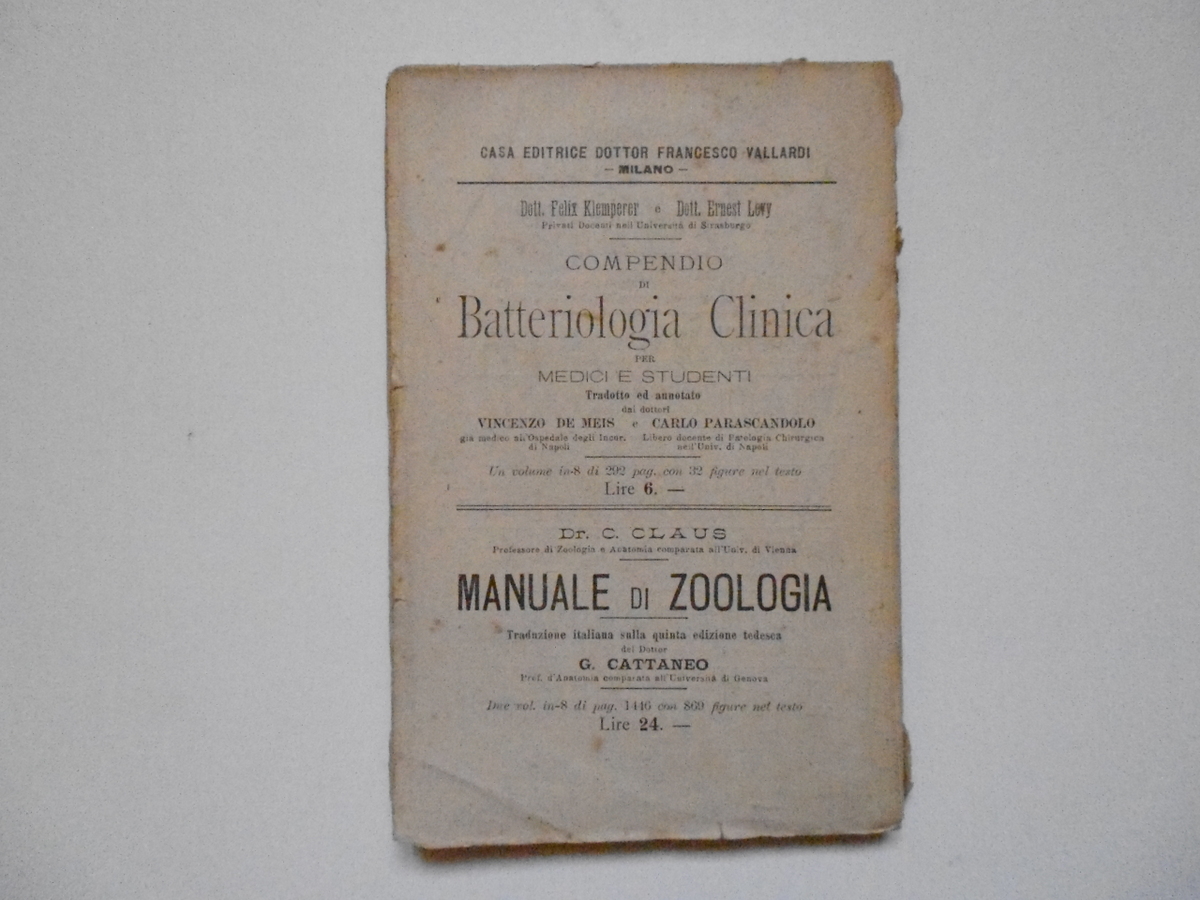 CASA EDITRICE DOTTOR FRANCESCO VALLARDI
— MILANO —
Dott. Felix Klemperer e Dott. Ernest Levy
Privati Docenti nell'Università di Strasburgo
COMPENDIO
DI
Batteriologia Clinica
PER
MEDICI E STUDENTI
Tradotto ed annotato
dai dottori
VINCENZO DE MEIS e CARLO PARASCANDOLO
già medico all'Ospedale degli Incur. Libero docente di Patologia Chirurgica
di Napoli nell'Univ. di Napoli
Un volume in-8 di 292 pag. con 32 figure nel testo
Lire 6. —
Dr. C. CLAUS
Professore di Zoologia e Anatomia comparata all'Univ. di Vienna
MANUALE DI ZOOLOGIA
Traduzione italiana sulla quinta edizione tedesca
del Dottor
G. CATTANEO
Prof. d'Anatomia comparata all'Università di Genova
Due vol. in-8 di pag. 1446 con 869 figure nel testo
Lire 24. —